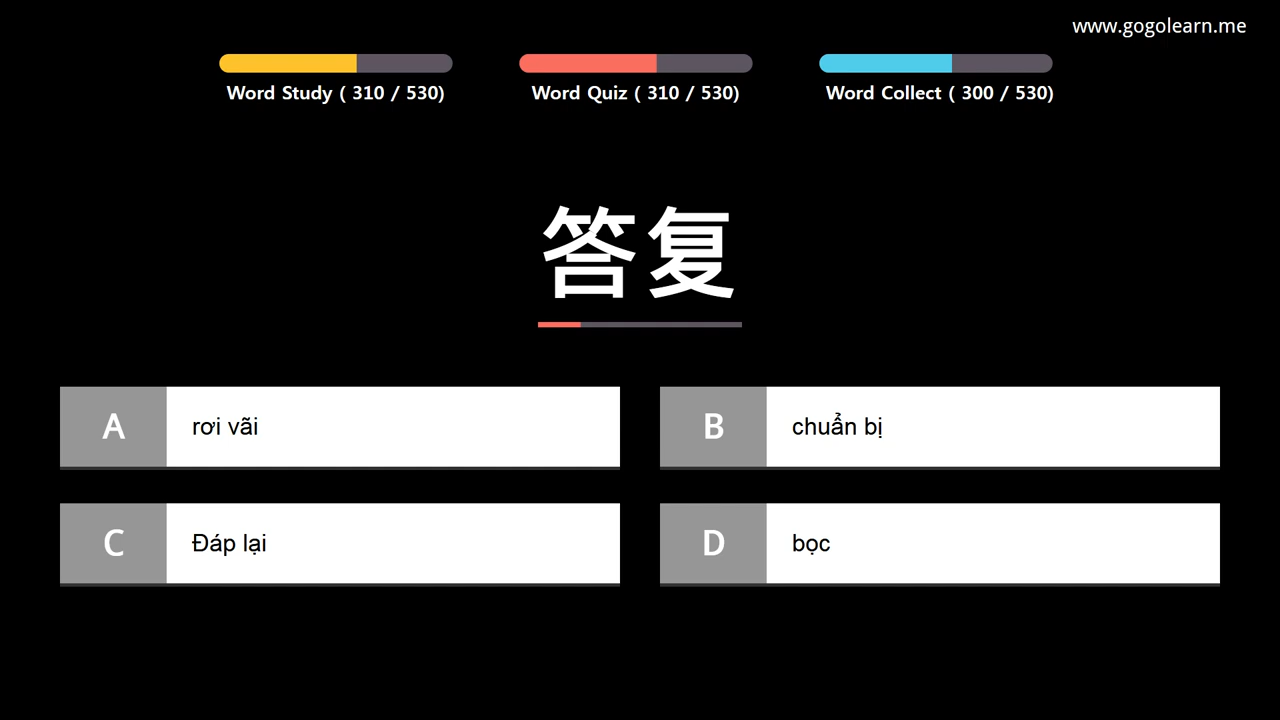 www.gogolearn.me
Word Study ( 310 / 530)
Word Quiz ( 310 / 530)
Word Collect ( 300 / 530)
答复
A
rơi vãi
B
chuẩn bị
C
Đáp lại
D
bọc